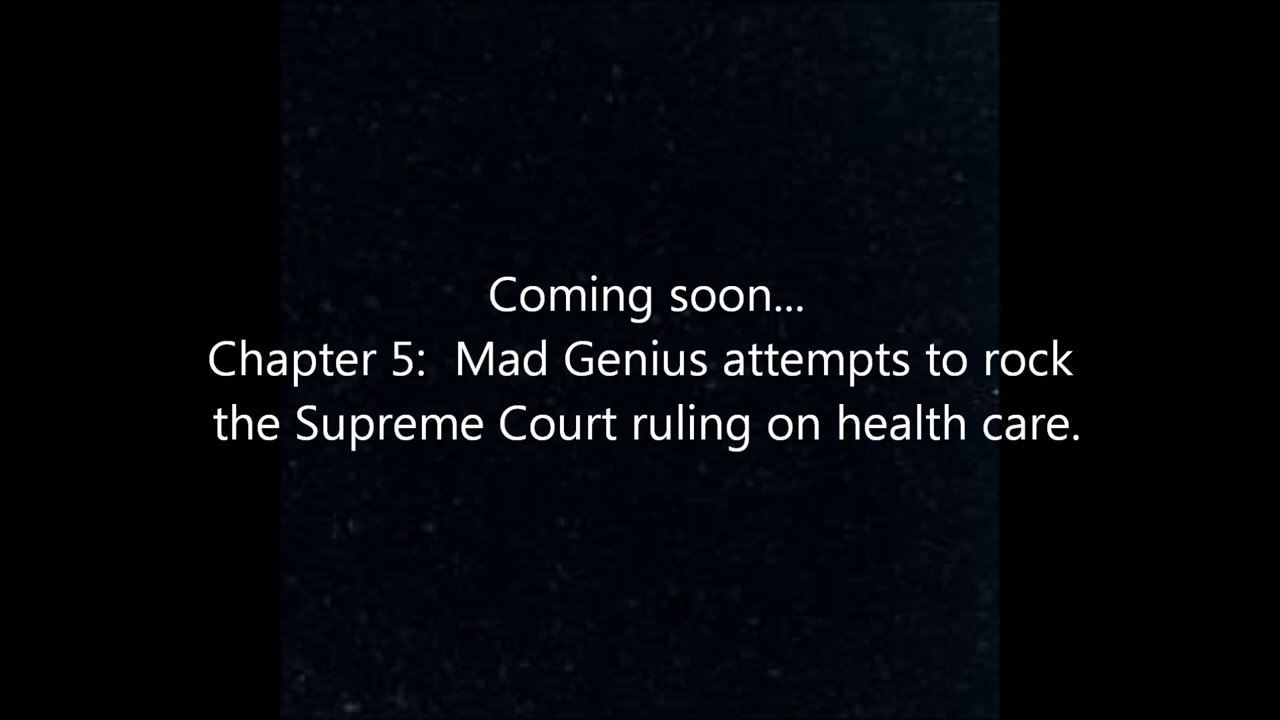 Coming soon...
Chapter 5:  Mad Genius attempts to rock
the Supreme Court ruling on health care.